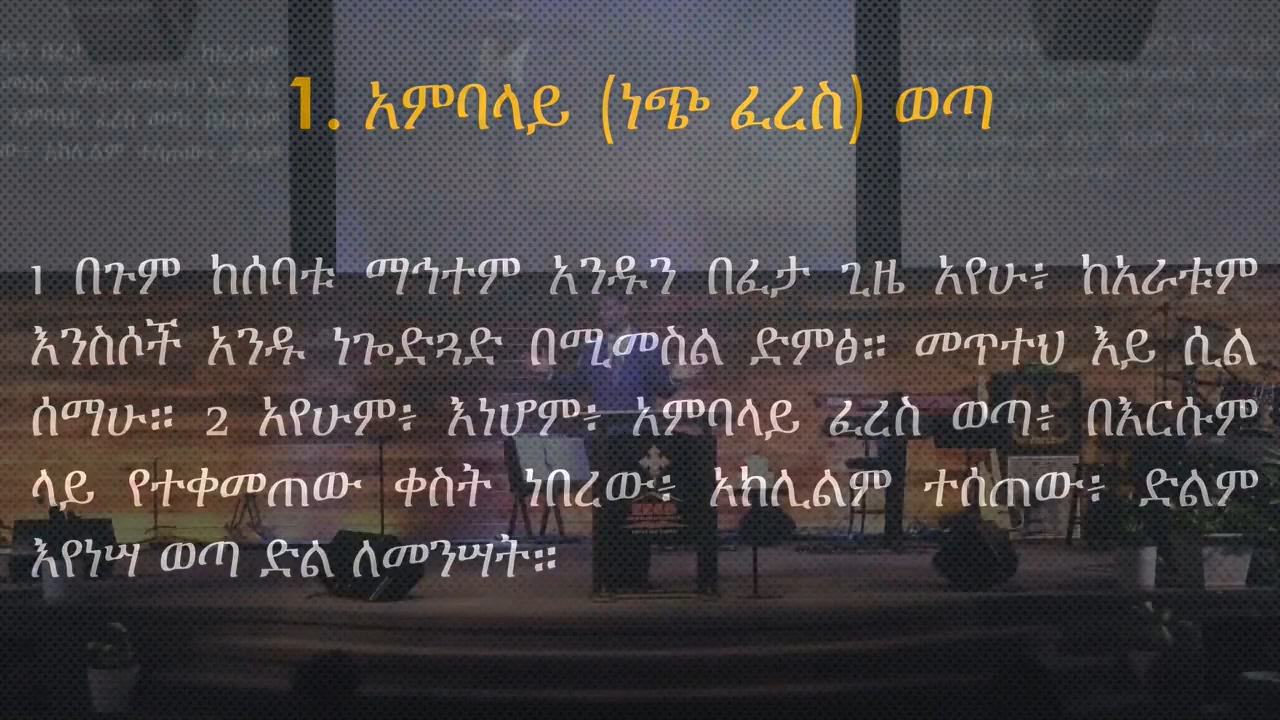 1. አምባላይ (ነጭ ፈረስ) ወጣ
1 በጉም ከሰባቱ ማኅተም አንዱን በፈታ ጊዜ አየሁ፥ ከአራቱም
እንስሶች አንዱ ነጐድጓድ በሚመስል ድምፅ። መጥተህ እይ ሲል
ሰማሁ። 2 አየሁም፥ እነሆም፥ አምባላይ ፈረስ ወጣ፥ በእርሱም
ላይ የተቀመጠው ቀስት ነበረው፥ አክሊልም ተሰጠው፥ ድልም
እየነሣ ወጣ ድል ለመንሣት።